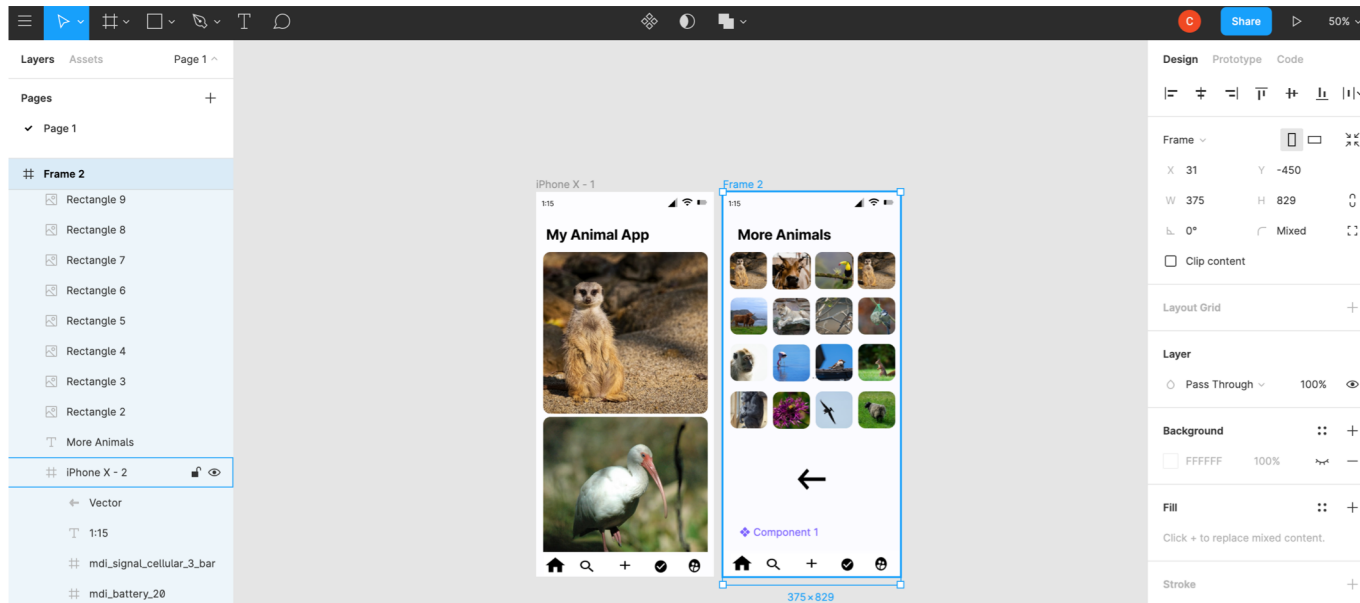 C
Share
50%
Layers Assets Page 1
Pages
Page 1
Frame 2
Rectangle 9
Rectangle 8
Rectangle 7
Rectangle 6
Rectangle 5
Rectangle 4
Rectangle 3
Rectangle 2
More Animals
iPhone X - 2
Vector
1:15
mdi_signal_cellular_3_bar
mdi_battery_20
iPhone X - 1
1:15
My Animal App
Frame 2
1:15
More Animals
Component 1
375 × 829
Design Prototype Code
Frame
X 31 Y -450
W 375 H 829
0° Mixed
Clip content
Layout Grid
Layer
Pass Through 100%
Background
FFFFFF 100%
Fill
Click + to replace mixed content.
Stroke